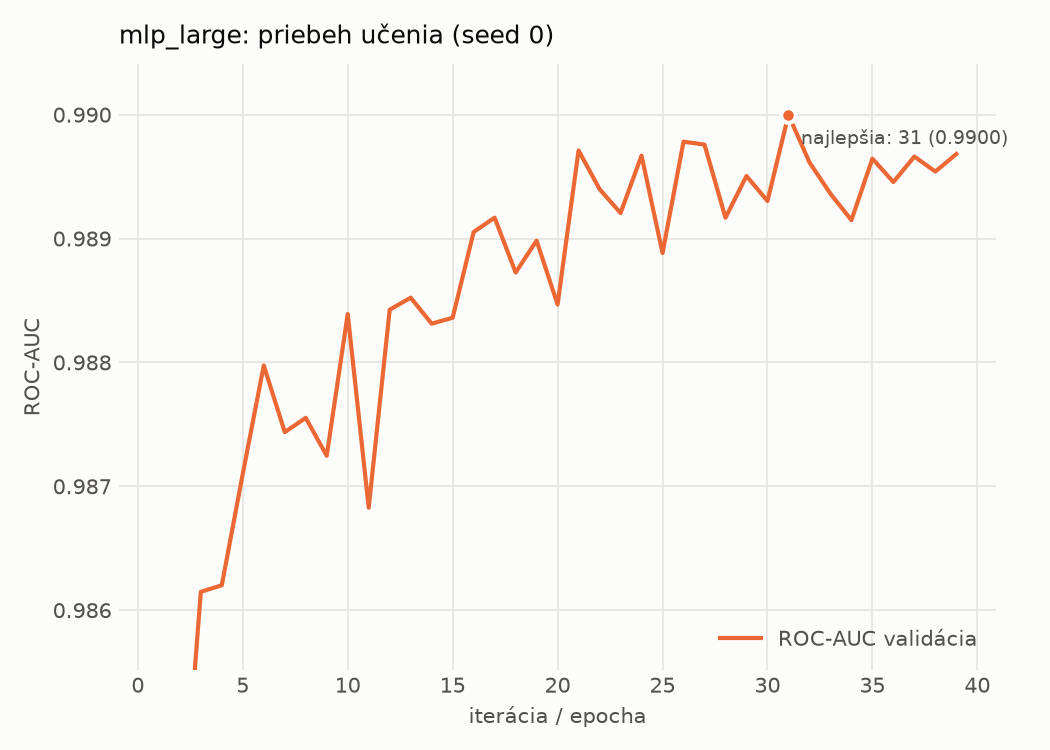 mlp_large: priebeh učenia (seed 0)
0.990
0.989
0.988
0.987
0.986
ROC-AUC
najlepšia: 31 (0.9900)
ROC-AUC validácia
0 5 10 15 20 25 30 35 40
iterácia / epocha